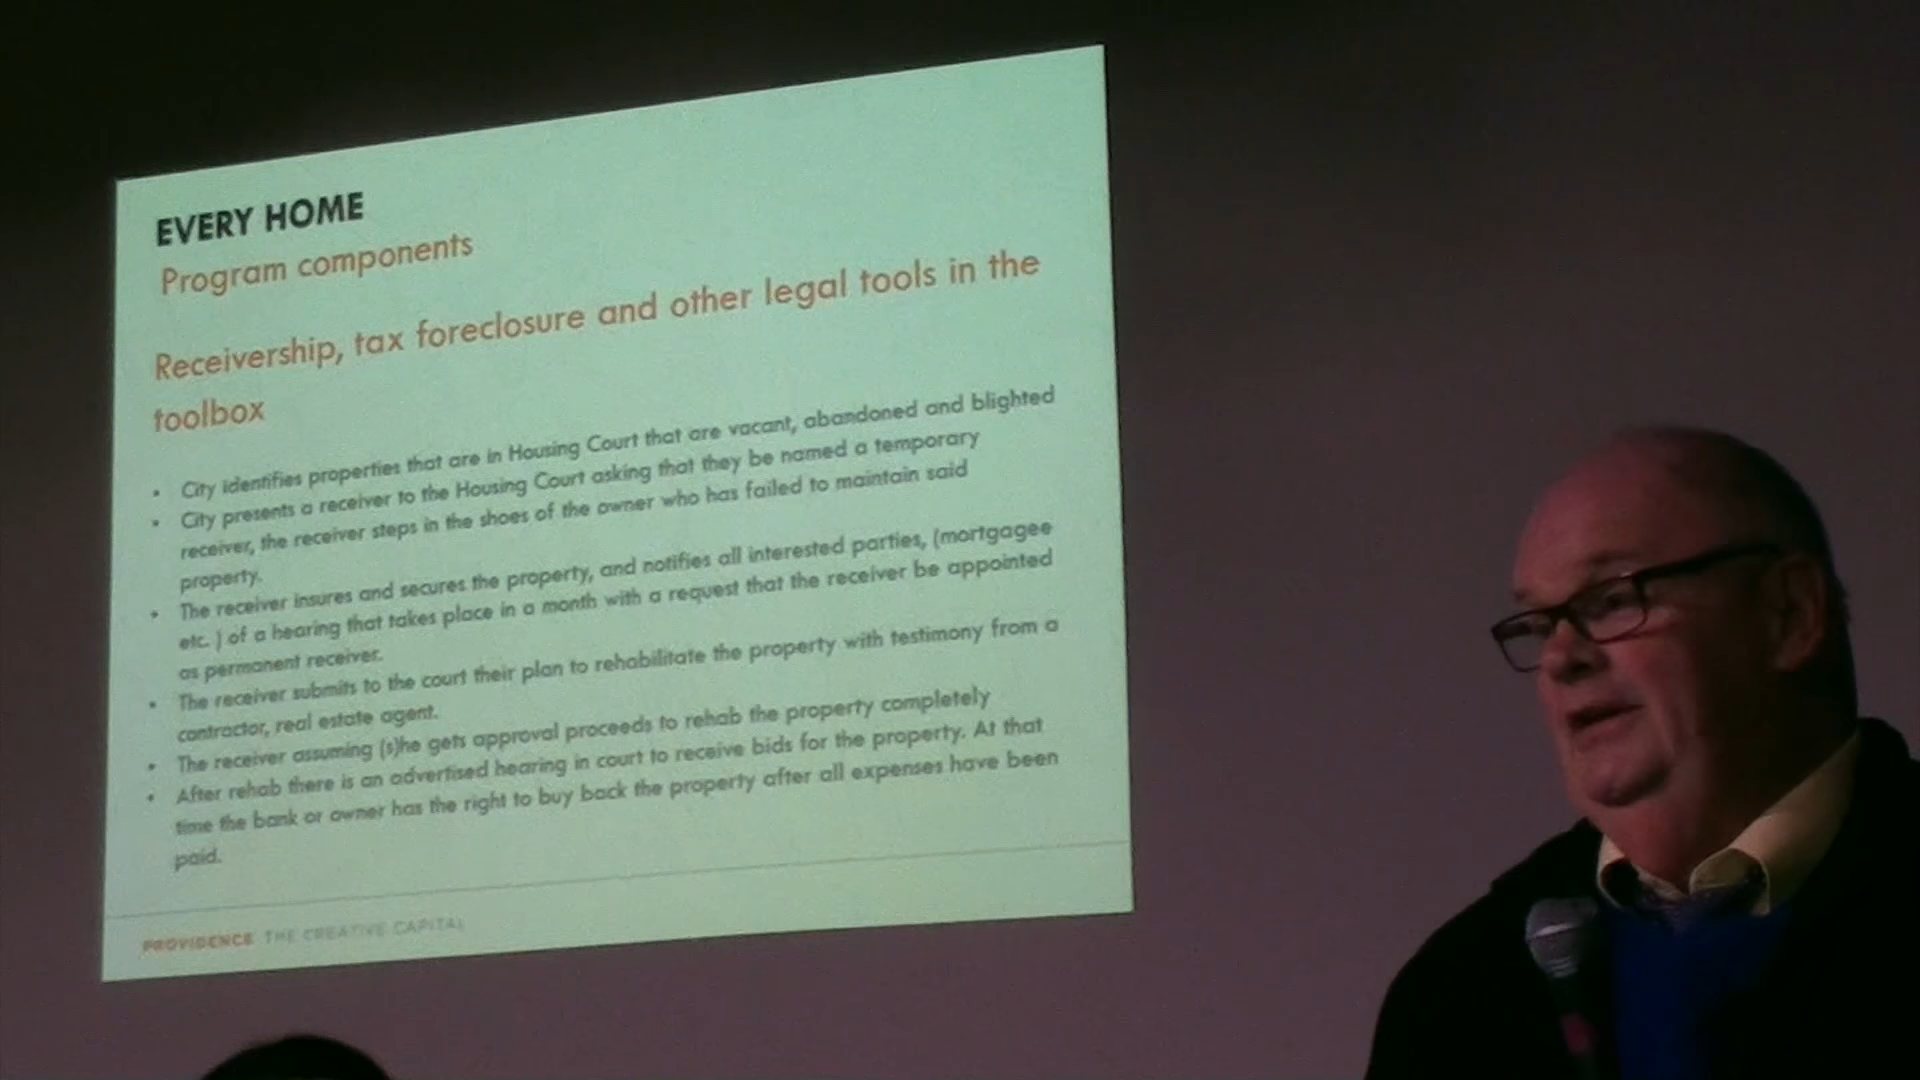 EVERY HOME
Program components
Receivership, tax foreclosure and other legal tools in the
toolbox
• City identifies properties that are in Housing Court that are vacant, abandoned and blighted
• City presents a receiver to the Housing Court asking that they be named a temporary
receiver, the receiver steps in the shoes of the owner who has failed to maintain said
property.
• The receiver insures and secures the property, and notifies all interested parties, (mortgagee
etc. ) of a hearing that takes place in a month with a request that the receiver be appointed
as permanent receiver.
• The receiver submits to the court their plan to rehabilitate the property with testimony from a
contractor, real estate agent.
• The receiver assuming (s)he gets approval proceeds to rehab the property completely
• After rehab there is an advertised hearing in court to receive bids for the property. At that
time the bank or owner has the right to buy back the property after all expenses have been
paid.
PROVIDENCE THE CREATIVE CAPITAL